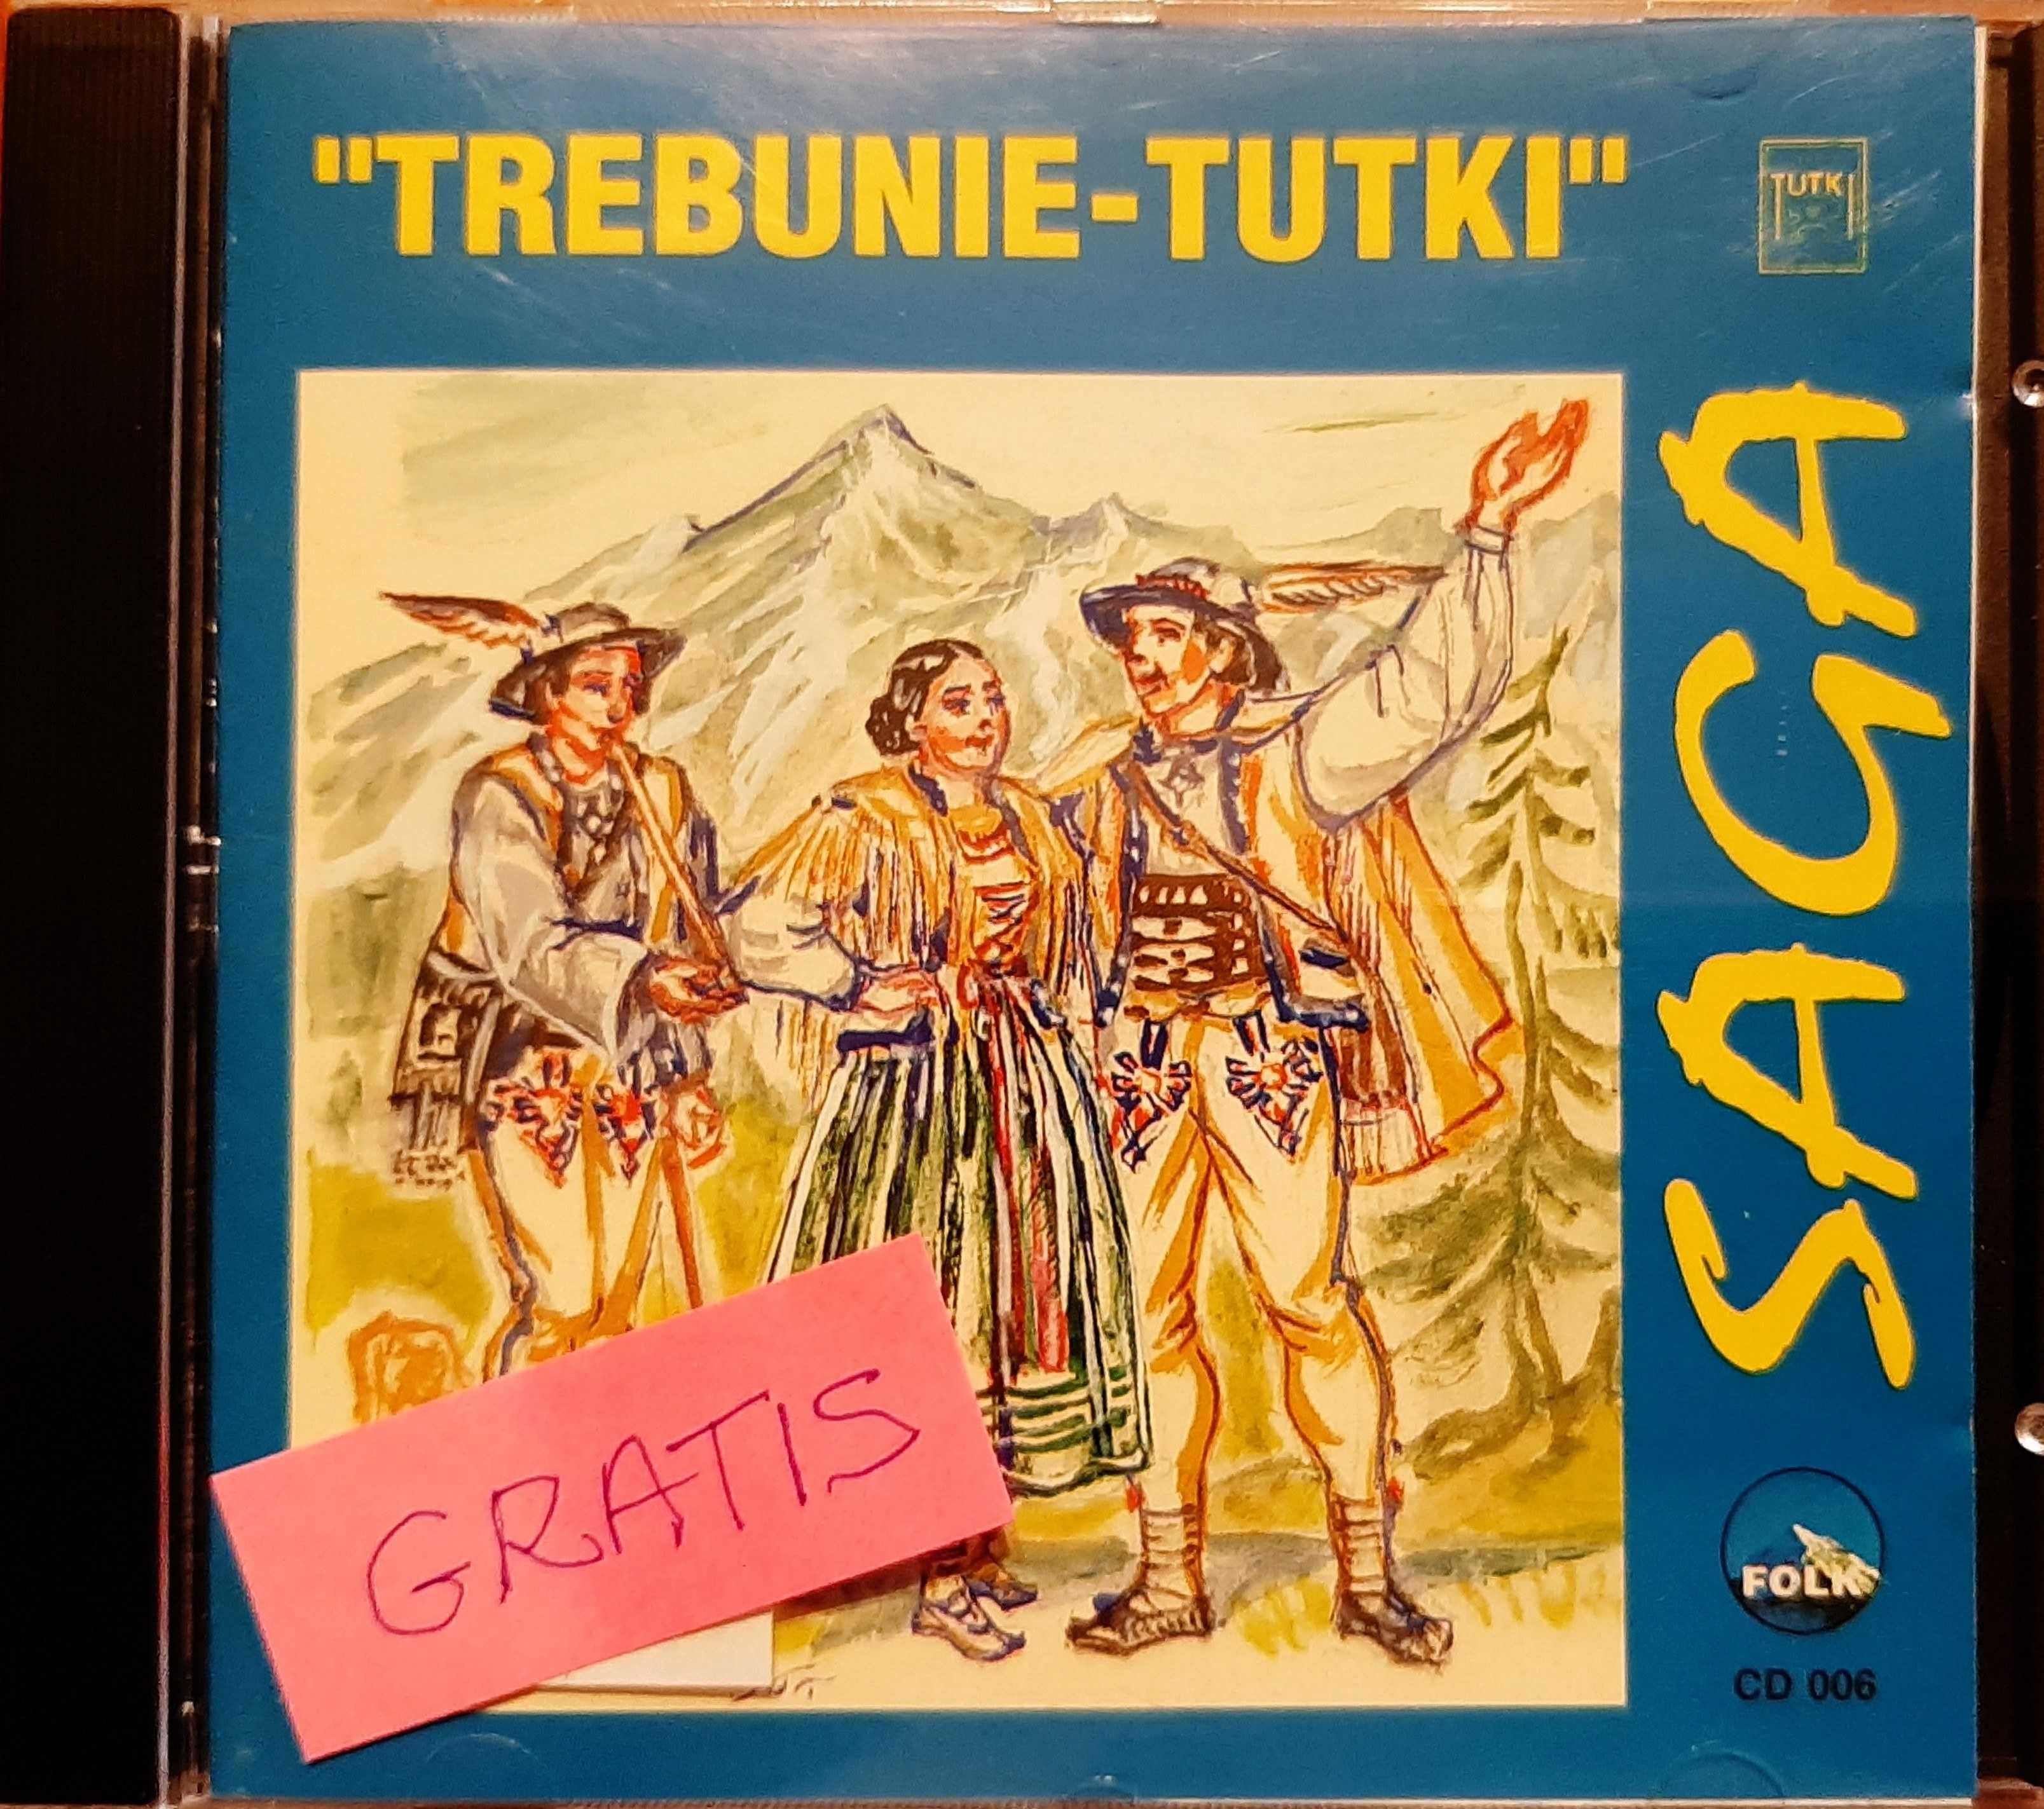 "TREBUNIE-TUTKI"
TUTKI
SAGA
GRATIS
FOLK
CD 006